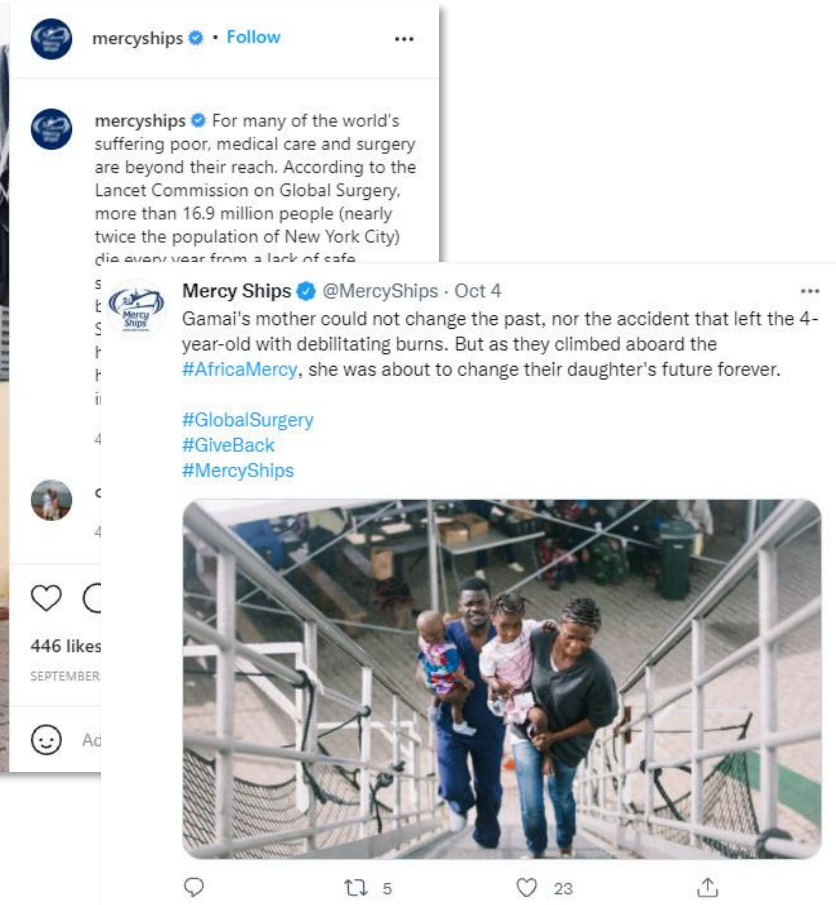 mercyships • Follow
mercyships For many of the world's
suffering poor, medical care and surgery
are beyond their reach. According to the
Lancet Commission on Global Surgery,
more than 16.9 million people (nearly
twice the population of New York City)
die every year from a lack of safe
446 likes
SEPTEMBER
Mercy Ships @MercyShips · Oct 4
Gamai's mother could not change the past, nor the accident that left the 4-
year-old with debilitating burns. But as they climbed aboard the
#AfricaMercy, she was about to change their daughter's future forever.
#GlobalSurgery
#GiveBack
#MercyShips
Mercy
Ships
5
23